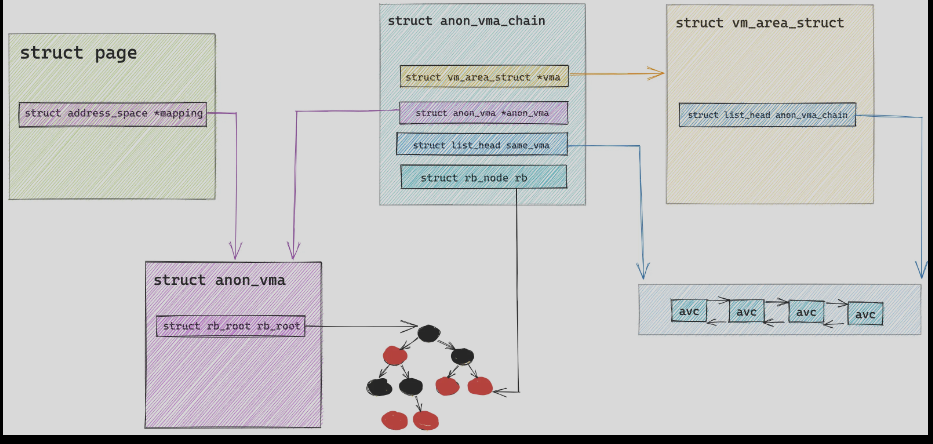 struct page
struct address_space *mapping
struct anon_vma_chain
struct vm_area_struct *vma
struct anon_vma *anon_vma
struct list_head same_vma
struct rb_node rb
struct vm_area_struct
struct list_head anon_vma_chain
struct anon_vma
struct rb_root rb_root
avc
avc
avc
avc